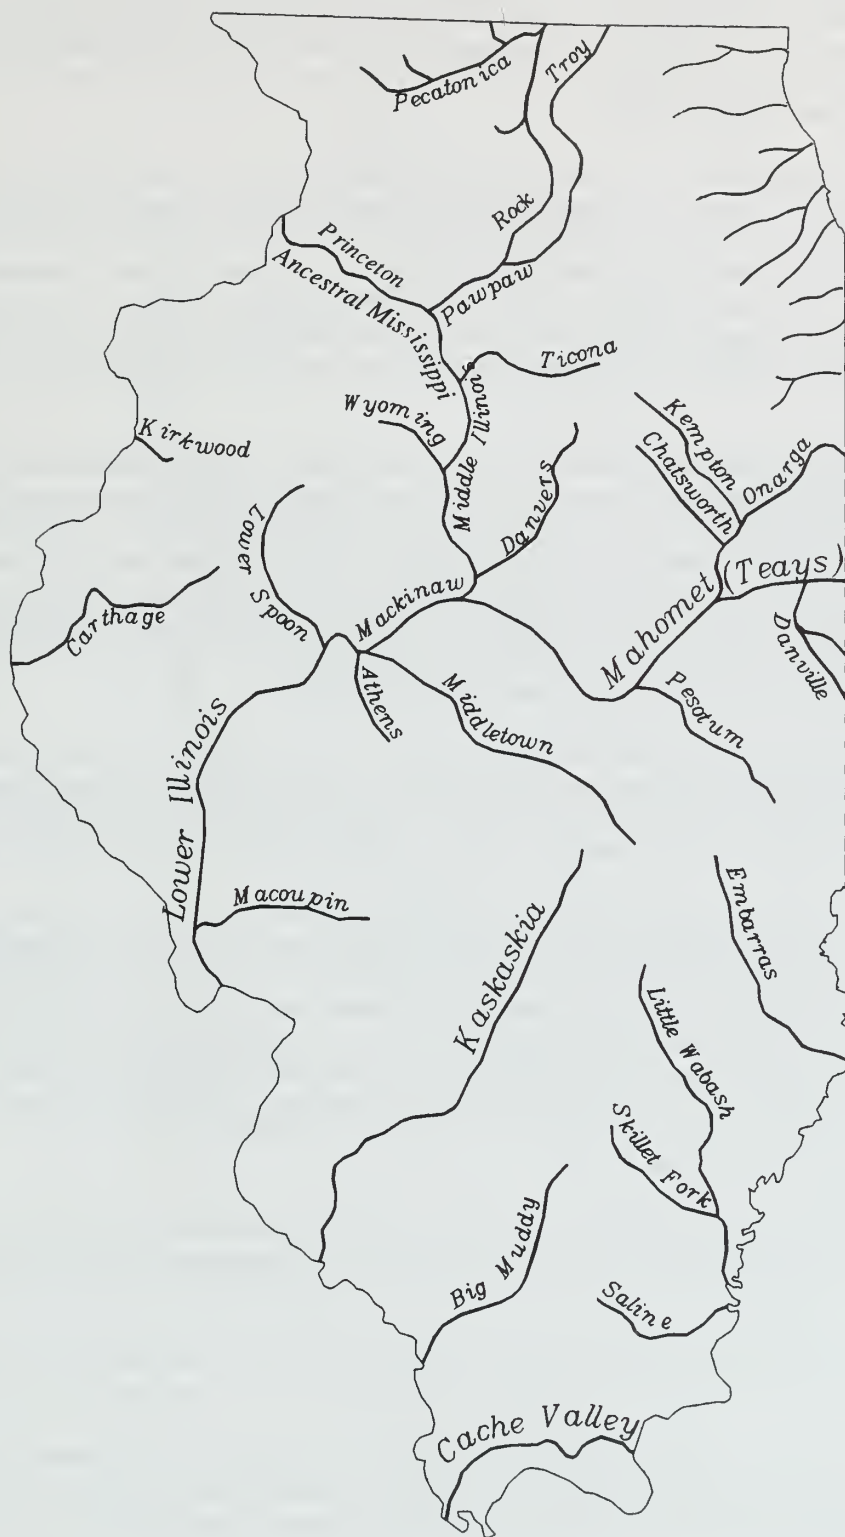 Pecatonica
Troy
Rock
Princeton
Ancestral Mississippi
Pawpaw
Ticona
Wyoming
Middle Illinois
Kirkwood
Kempton
Chatsworth
Onarga
Danvers
Lower Spoon
Mackinaw
Mahomet (Teays)
Carthage
Danville
Athens
Middletown
Pesotum
Lower Illinois
Macoupin
Kaskaskia
Embarras
Little Wabash
Skillet Fork
Big Muddy
Saline
Cache Valley